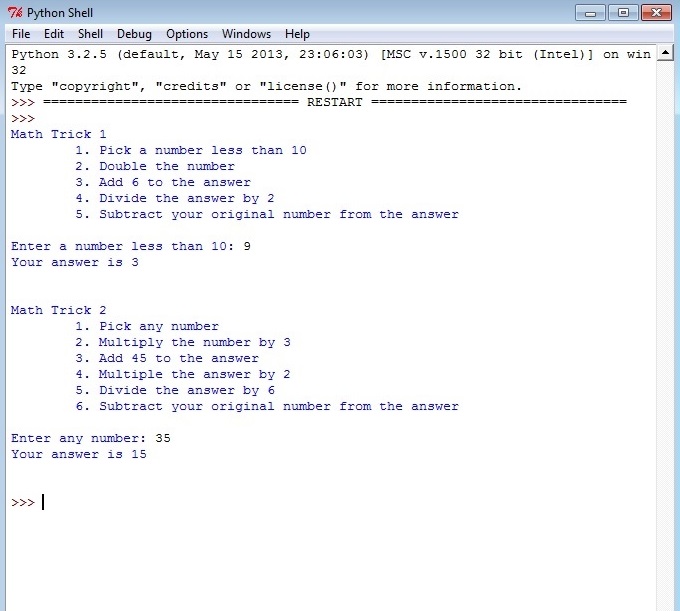 Python Shell
File Edit Shell Debug Options Windows Help
Python 3.2.5 (default, May 15 2013, 23:06:03) [MSC v.1500 32 bit (Intel)] on win
32
Type "copyright", "credits" or "license()" for more information.
>>> ================================ RESTART ================================
>>>
Math Trick 1
1. Pick a number less than 10
2. Double the number
3. Add 6 to the answer
4. Divide the answer by 2
5. Subtract your original number from the answer
Enter a number less than 10: 9
Your answer is 3
Math Trick 2
1. Pick any number
2. Multiply the number by 3
3. Add 45 to the answer
4. Multiple the answer by 2
5. Divide the answer by 6
6. Subtract your original number from the answer
Enter any number: 35
Your answer is 15
>>>